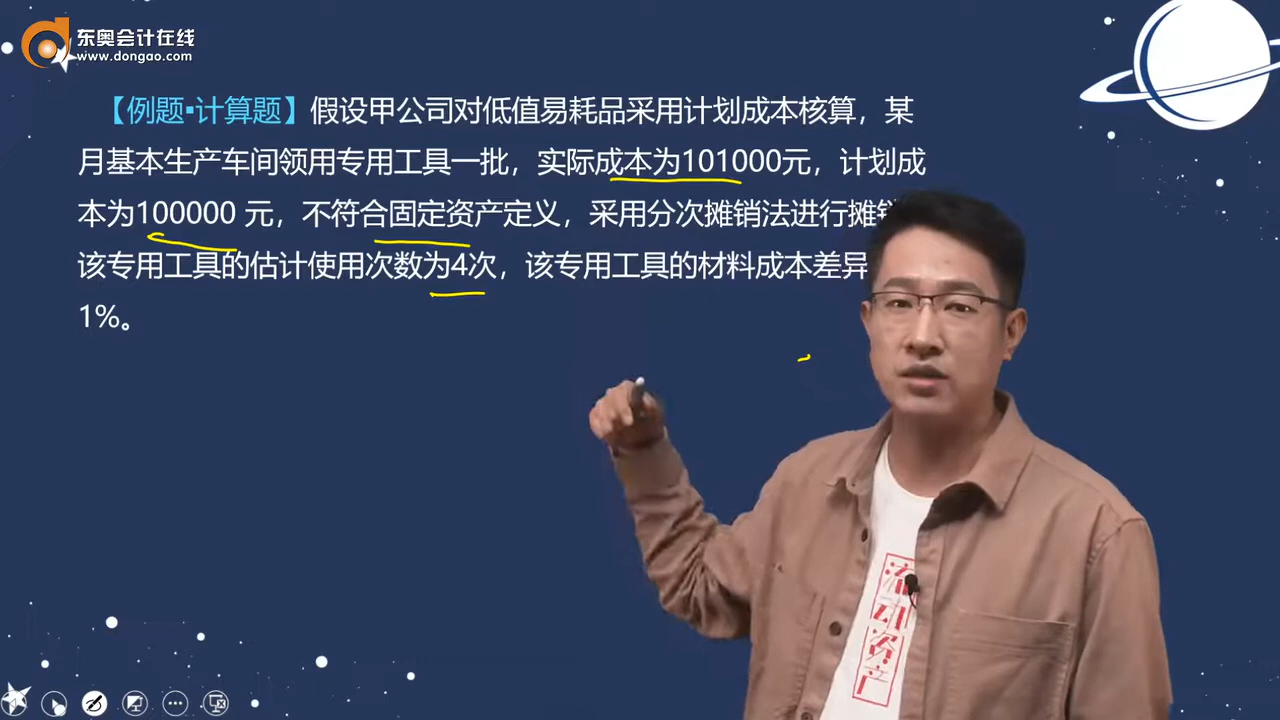 东奥会计在线
www.dongao.com
【例题·计算题】假设甲公司对低值易耗品采用计划成本核算，某
月基本生产车间领用专用工具一批，实际成本为101000元，计划成
本为100000 元，不符合固定资产定义，采用分次摊销法进行摊销
该专用工具的估计使用次数为4次，该专用工具的材料成本差异
1%。
流动资产